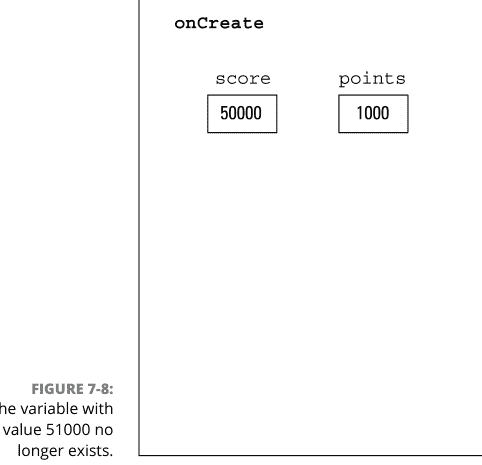 onCreate
score points
50000 1000
FIGURE 7-8:
he variable with
value 51000 no
longer exists.